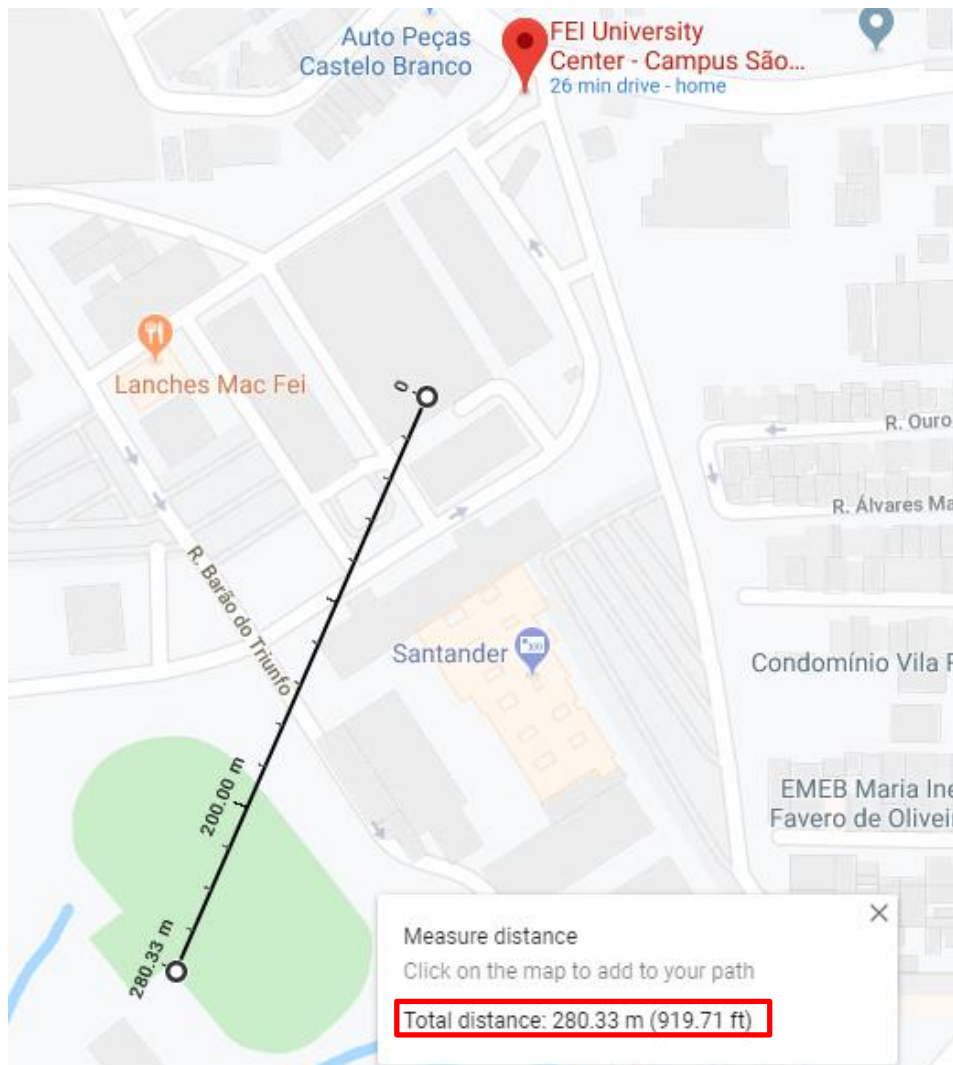 Auto Peças
Castelo Branco
FEI University
Center - Campus São...
26 min drive - home
Lanches Mac Fei
0
R. Ouro
R. Álvares Ma
R. Barão do Triunfo
Santander
Condomínio Vila
200.00 m
EMEB Maria Ine
Favero de Olivei
280.33 m
Measure distance
Click on the map to add to your path
Total distance: 280.33 m (919.71 ft)